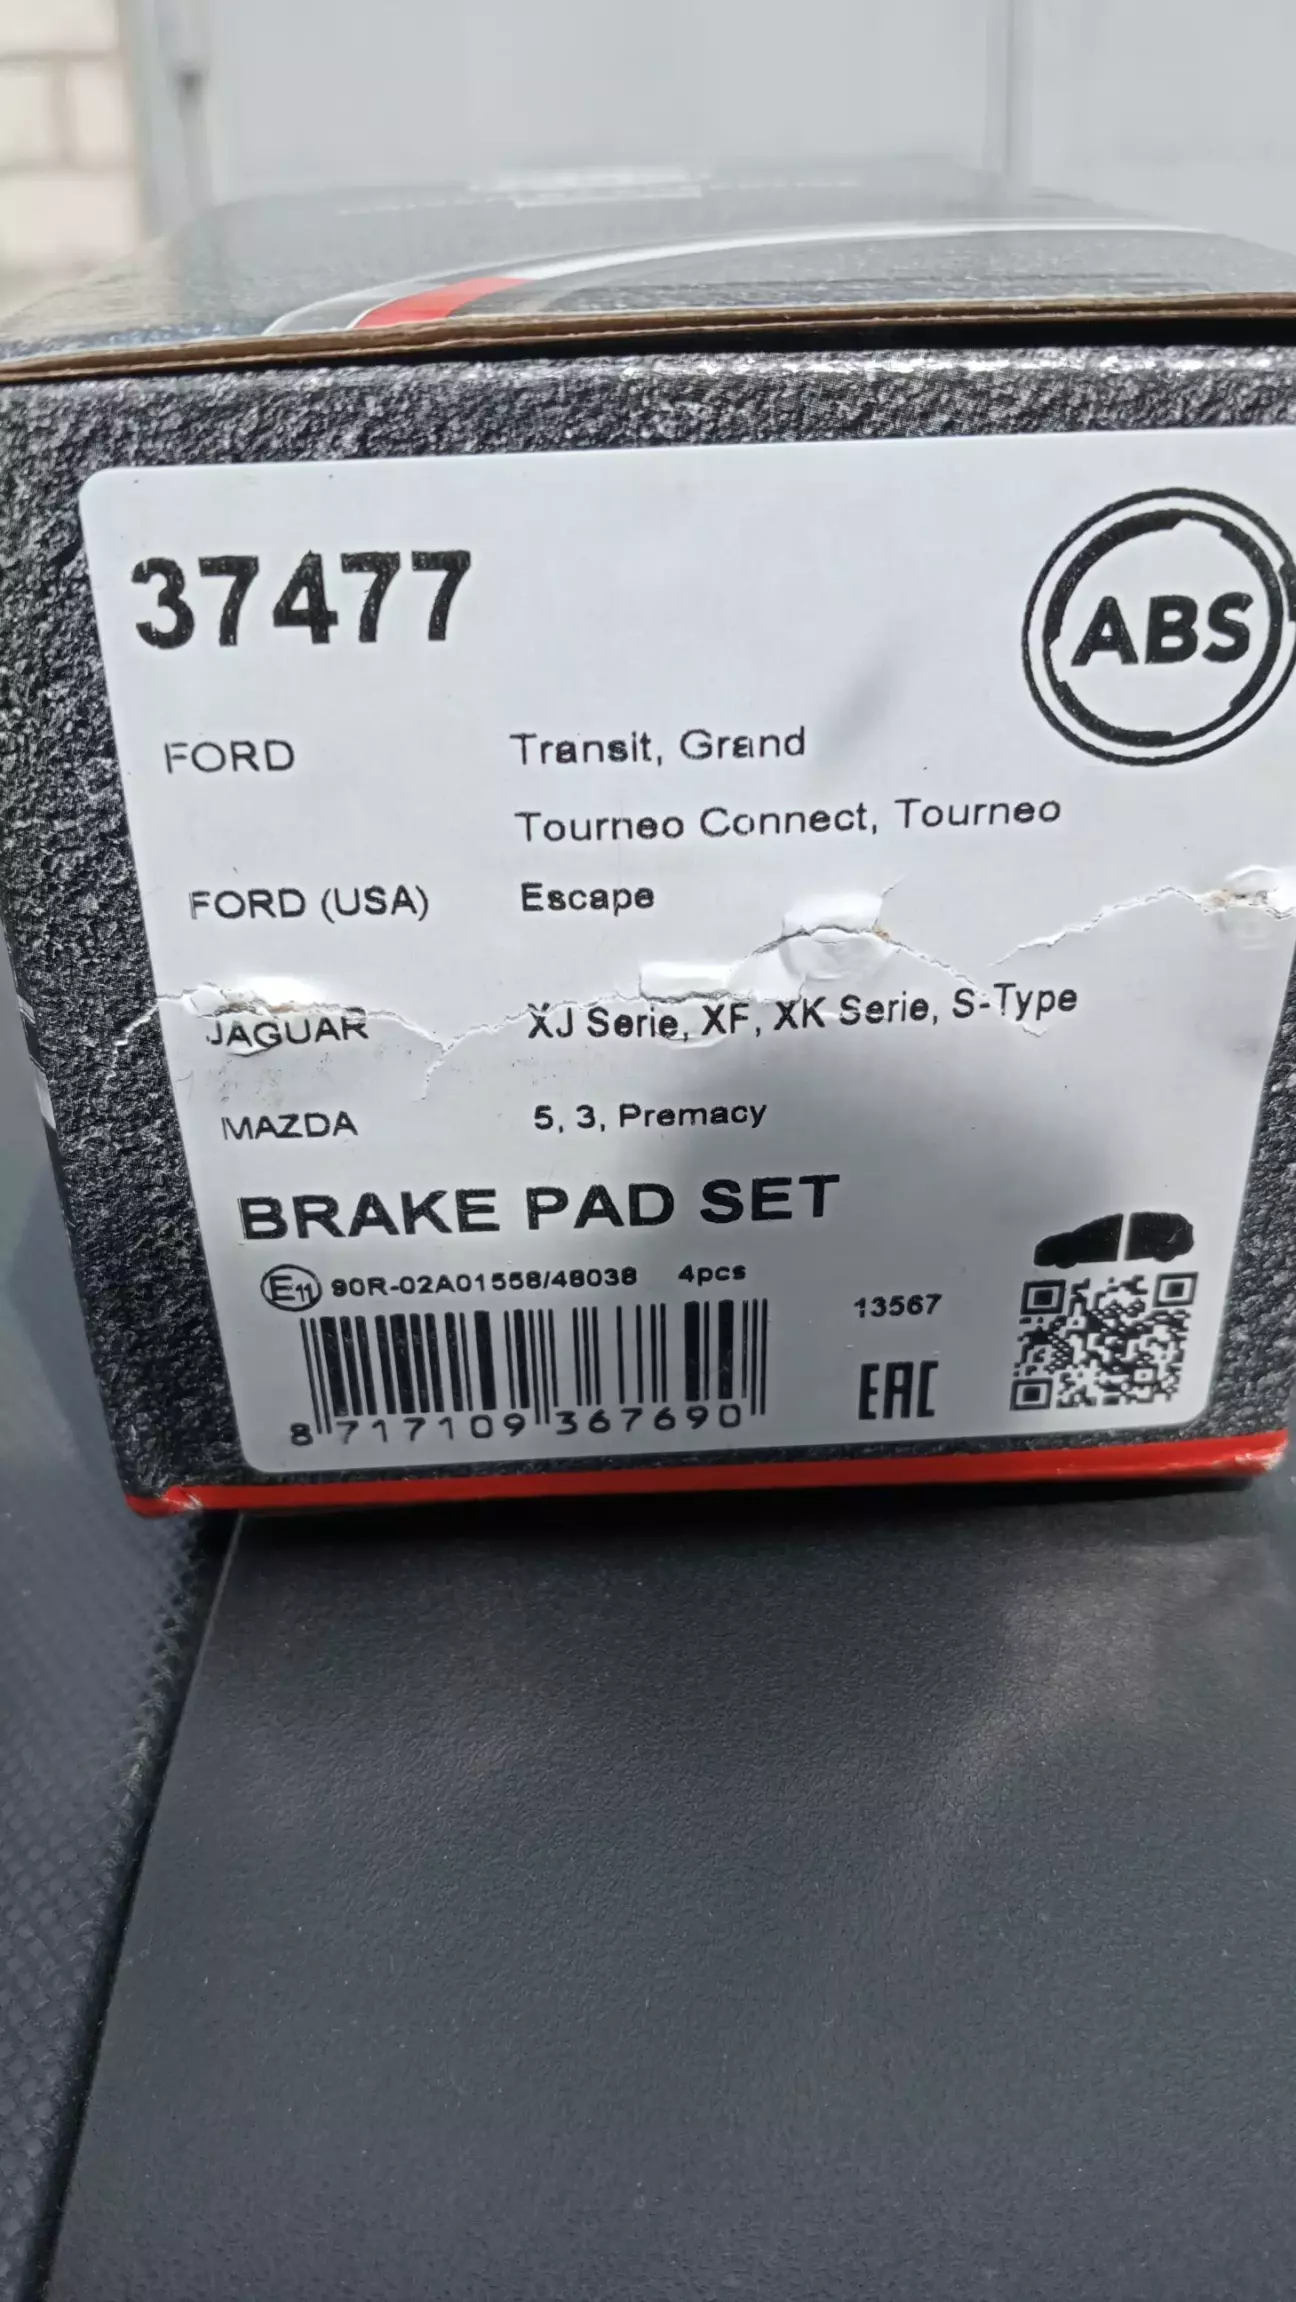 37477
ABS
FORD Transit, Grand
Tourneo Connect, Tourneo
FORD (USA) Escape
JAGUAR XJ Serie, XF, XK Serie, S-Type
MAZDA 5, 3, Premacy
BRAKE PAD SET
E11 90R-02A01558/48038 4pcs
13567
8 717109 367690
EAC